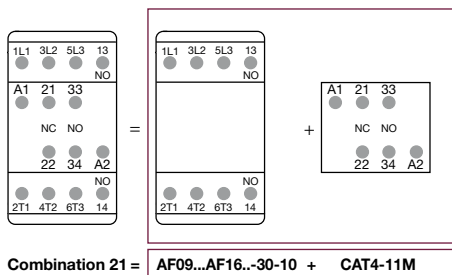 1L1 3L2 5L3 13
NO
A1 21 33
NC NO
22 34 A2
NO
2T1 4T2 6T3 14
=
1L1 3L2 5L3 13
NO
NO
2T1 4T2 6T3 14
+
A1 21 33
NC NO
22 34 A2
Combination 21 = AF09...AF16..-30-10 + CAT4-11M